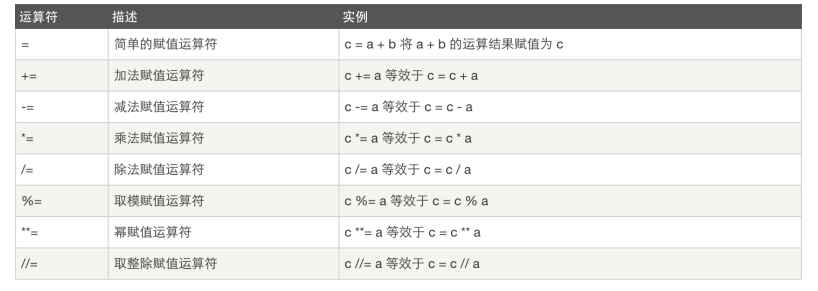 运算符 描述 实例
= 简单的赋值运算符 c = a + b 将 a + b 的运算结果赋值为 c
+= 加法赋值运算符 c += a 等效于 c = c + a
-= 减法赋值运算符 c -= a 等效于 c = c - a
*= 乘法赋值运算符 c *= a 等效于 c = c * a
/= 除法赋值运算符 c /= a 等效于 c = c / a
%= 取模赋值运算符 c %= a 等效于 c = c % a
**= 幂赋值运算符 c **= a 等效于 c = c ** a
//= 取整除赋值运算符 c //= a 等效于 c = c // a